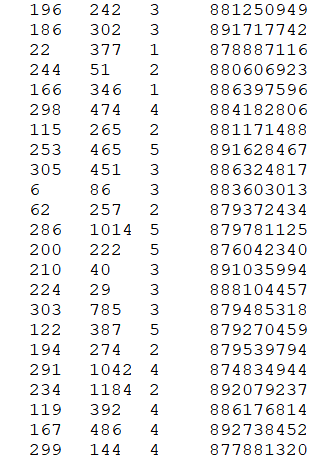 196 242 3 881250949
186 302 3 891717742
22 377 1 878887116
244 51 2 880606923
166 346 1 886397596
298 474 4 884182806
115 265 2 881171488
253 465 5 891628467
305 451 3 886324817
6 86 3 883603013
62 257 2 879372434
286 1014 5 879781125
200 222 5 876042340
210 40 3 891035994
224 29 3 888104457
303 785 3 879485318
122 387 5 879270459
194 274 2 879539794
291 1042 4 874834944
234 1184 2 892079237
119 392 4 886176814
167 486 4 892738452
299 144 4 877881320